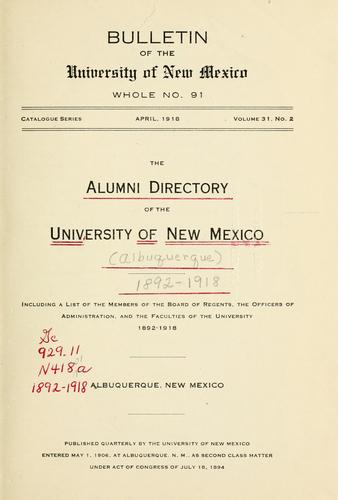 BULLETIN
OF THE
University of New Mexico
WHOLE NO. 91
CATALOGUE SERIES APRIL, 1918 VOLUME 31, NO. 2
THE
ALUMNI DIRECTORY
OF THE
UNIVERSITY OF NEW MEXICO
(Albuquerque)
1892-1918
INCLUDING A LIST OF THE MEMBERS OF THE BOARD OF REGENTS, THE OFFICERS OF
ADMINISTRATION, AND THE FACULTIES OF THE UNIVERSITY
1892-1918
Gc
929.11
N418a
1892-1918
ALBUQUERQUE, NEW MEXICO
PUBLISHED QUARTERLY BY THE UNIVERSITY OF NEW MEXICO
ENTERED MAY 1, 1906, AT ALBUQUERQUE, N. M., AS SECOND CLASS MATTER
UNDER ACT OF CONGRESS OF JULY 16, 1894